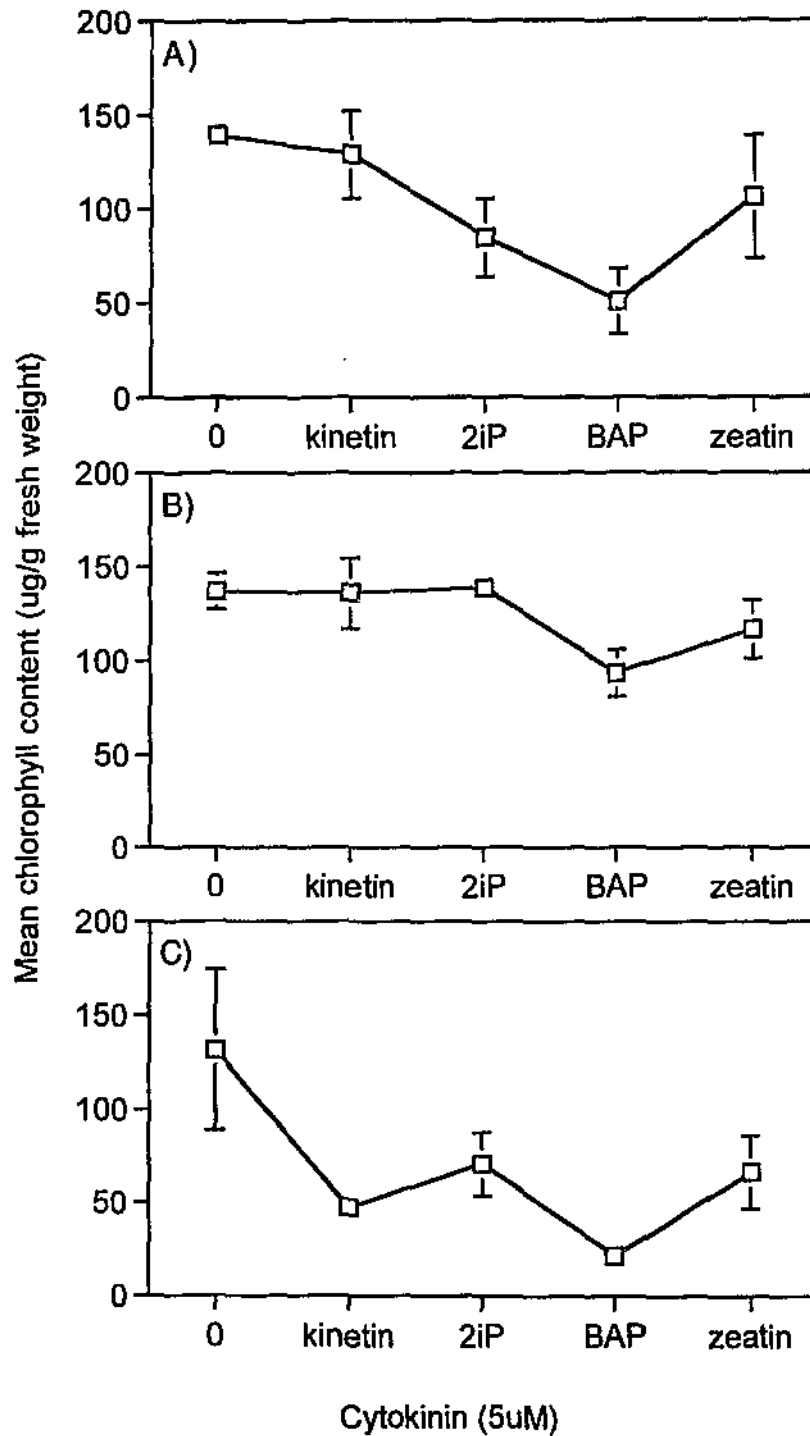 Mean chlorophyll content (ug/g fresh weight)
A)
200
150
100
50
0
0 kinetin 2iP BAP zeatin
B)
200
150
100
50
0
0 kinetin 2iP BAP zeatin
C)
200
150
100
50
0
0 kinetin 2iP BAP zeatin
Cytokinin (5uM)